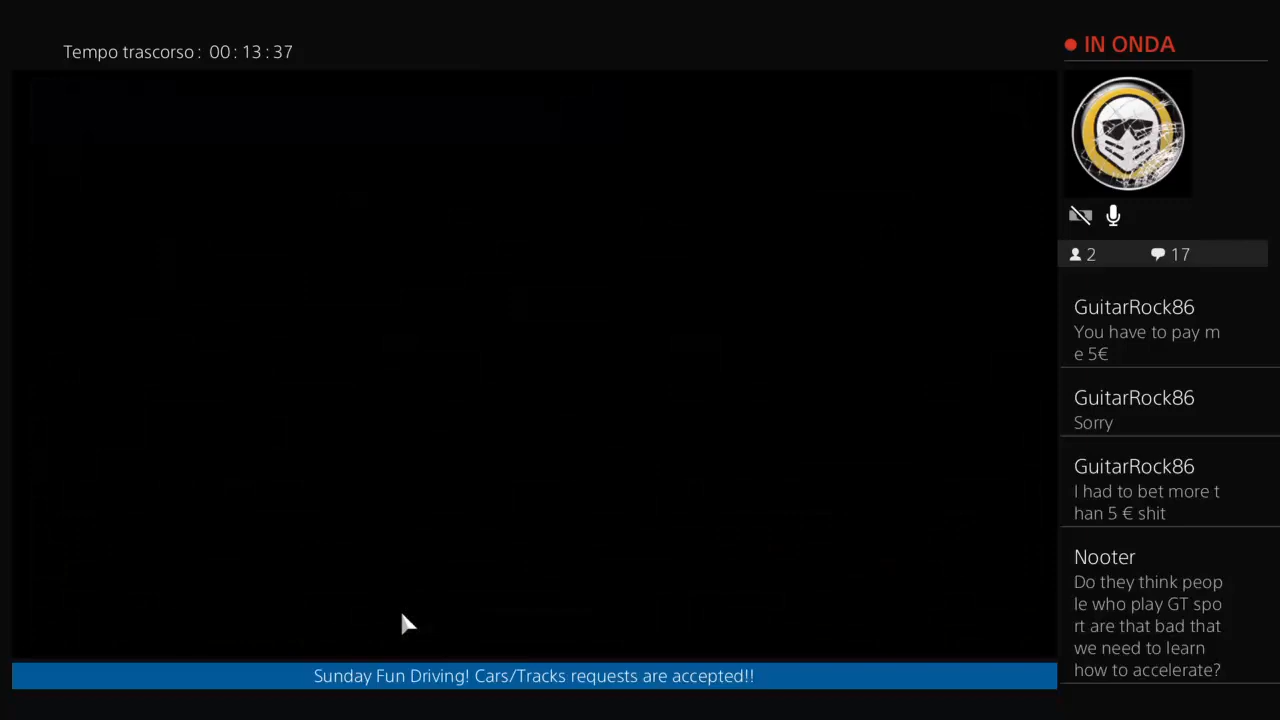 Tempo trascorso: 00:13:37
IN ONDA
2 17
GuitarRock86
You have to pay m
e 5€
GuitarRock86
Sorry
GuitarRock86
I had to bet more t
han 5 € shit
Nooter
Do they think peop
le who play GT spo
rt are that bad that
we need to learn
how to accelerate?
Sunday Fun Driving! Cars/Tracks requests are accepted!!